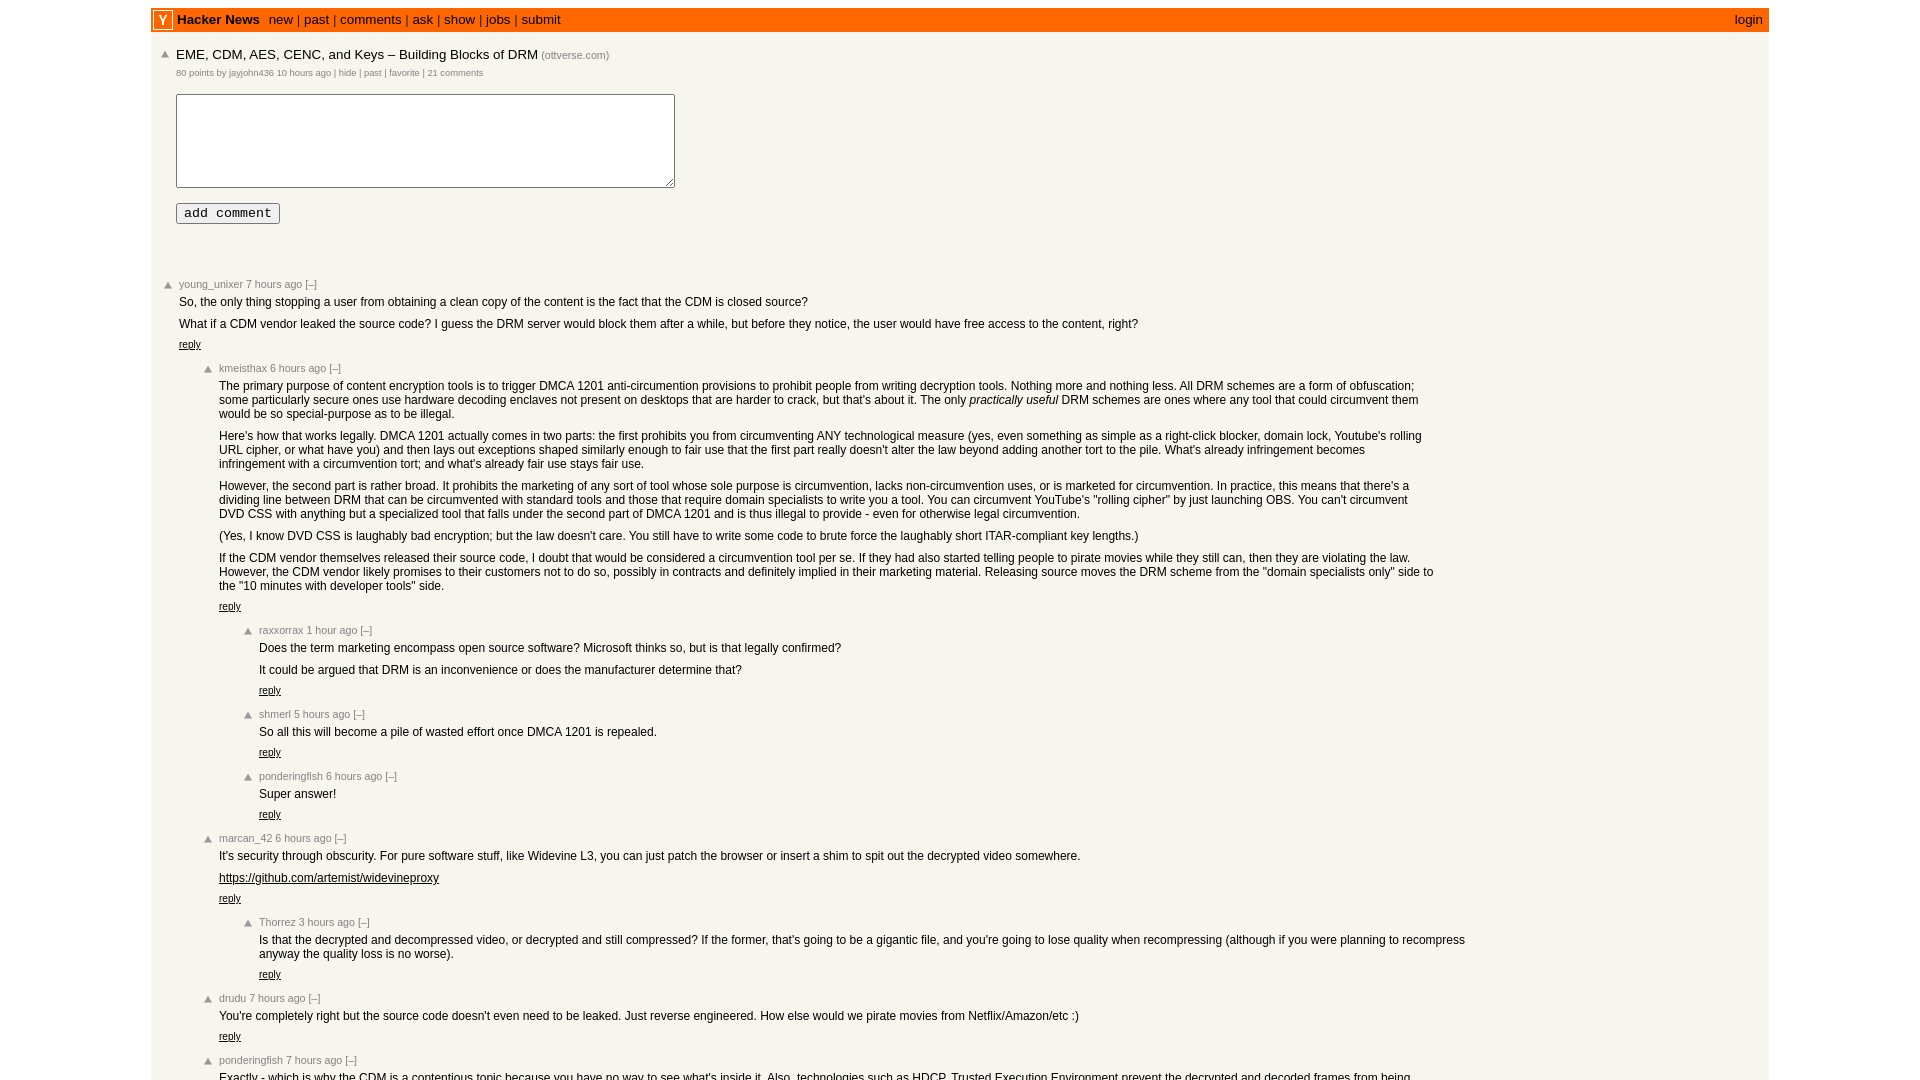 Y Hacker News new | past | comments | ask | show | jobs | submit login
EME, CDM, AES, CENC, and Keys – Building Blocks of DRM (ottverse.com)
80 points by jayjohn436 10 hours ago | hide | past | favorite | 21 comments
add comment
young_unixer 7 hours ago [–]
So, the only thing stopping a user from obtaining a clean copy of the content is the fact that the CDM is closed source?
What if a CDM vendor leaked the source code? I guess the DRM server would block them after a while, but before they notice, the user would have free access to the content, right?
reply
kmeisthax 6 hours ago [–]
The primary purpose of content encryption tools is to trigger DMCA 1201 anti-circumention provisions to prohibit people from writing decryption tools. Nothing more and nothing less. All DRM schemes are a form of obfuscation;
some particularly secure ones use hardware decoding enclaves not present on desktops that are harder to crack, but that's about it. The only practically useful DRM schemes are ones where any tool that could circumvent them
would be so special-purpose as to be illegal.
Here's how that works legally. DMCA 1201 actually comes in two parts: the first prohibits you from circumventing ANY technological measure (yes, even something as simple as a right-click blocker, domain lock, Youtube's rolling
URL cipher, or what have you) and then lays out exceptions shaped similarly enough to fair use that the first part really doesn't alter the law beyond adding another tort to the pile. What's already infringement becomes
infringement with a circumvention tort; and what's already fair use stays fair use.
However, the second part is rather broad. It prohibits the marketing of any sort of tool whose sole purpose is circumvention, lacks non-circumvention uses, or is marketed for circumvention. In practice, this means that there's a
dividing line between DRM that can be circumvented with standard tools and those that require domain specialists to write you a tool. You can circumvent YouTube's "rolling cipher" by just launching OBS. You can't circumvent
DVD CSS with anything but a specialized tool that falls under the second part of DMCA 1201 and is thus illegal to provide - even for otherwise legal circumvention.
(Yes, I know DVD CSS is laughably bad encryption; but the law doesn't care. You still have to write some code to brute force the laughably short ITAR-compliant key lengths.)
If the CDM vendor themselves released their source code, I doubt that would be considered a circumvention tool per se. If they had also started telling people to pirate movies while they still can, then they are violating the law.
However, the CDM vendor likely promises to their customers not to do so, possibly in contracts and definitely implied in their marketing material. Releasing source moves the DRM scheme from the "domain specialists only" side to
the "10 minutes with developer tools" side.
reply
raxxorrax 1 hour ago [–]
Does the term marketing encompass open source software? Microsoft thinks so, but is that legally confirmed?
It could be argued that DRM is an inconvenience or does the manufacturer determine that?
reply
shmerl 5 hours ago [–]
So all this will become a pile of wasted effort once DMCA 1201 is repealed.
reply
ponderingfish 6 hours ago [–]
Super answer!
reply
marcan_42 6 hours ago [–]
It's security through obscurity. For pure software stuff, like Widevine L3, you can just patch the browser or insert a shim to spit out the decrypted video somewhere.
https://github.com/artemist/widevineproxy
reply
Thorrez 3 hours ago [–]
Is that the decrypted and decompressed video, or decrypted and still compressed? If the former, that's going to be a gigantic file, and you're going to lose quality when recompressing (although if you were planning to recompress
anyway the quality loss is no worse).
reply
drudu 7 hours ago [–]
You're completely right but the source code doesn't even need to be leaked. Just reverse engineered. How else would we pirate movies from Netflix/Amazon/etc :)
reply
ponderingfish 7 hours ago [–]
Exactly - which is why the CDM is a contentious topic because you have no way to see what's inside it. Also, technologies such as HDCP, Trusted Execution Environment prevent the decrypted and decoded frames from being